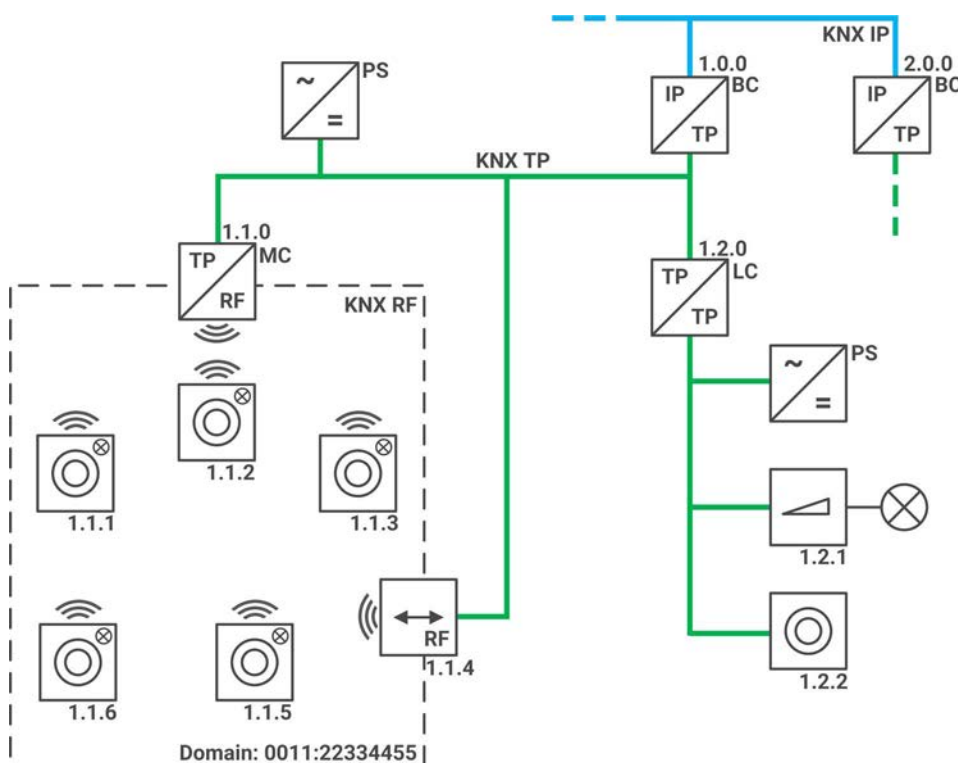 KNX IP
1.0.0
BC
IP
TP
2.0.0
BC
IP
TP
PS
~
=
KNX TP
1.1.0
MC
TP
RF
KNX RF
1.2.0
LC
TP
TP
PS
~
=
1.1.2
1.1.1
1.1.3
1.2.1
RF
1.1.4
1.1.6
1.1.5
1.2.2
Domain: 0011:22334455